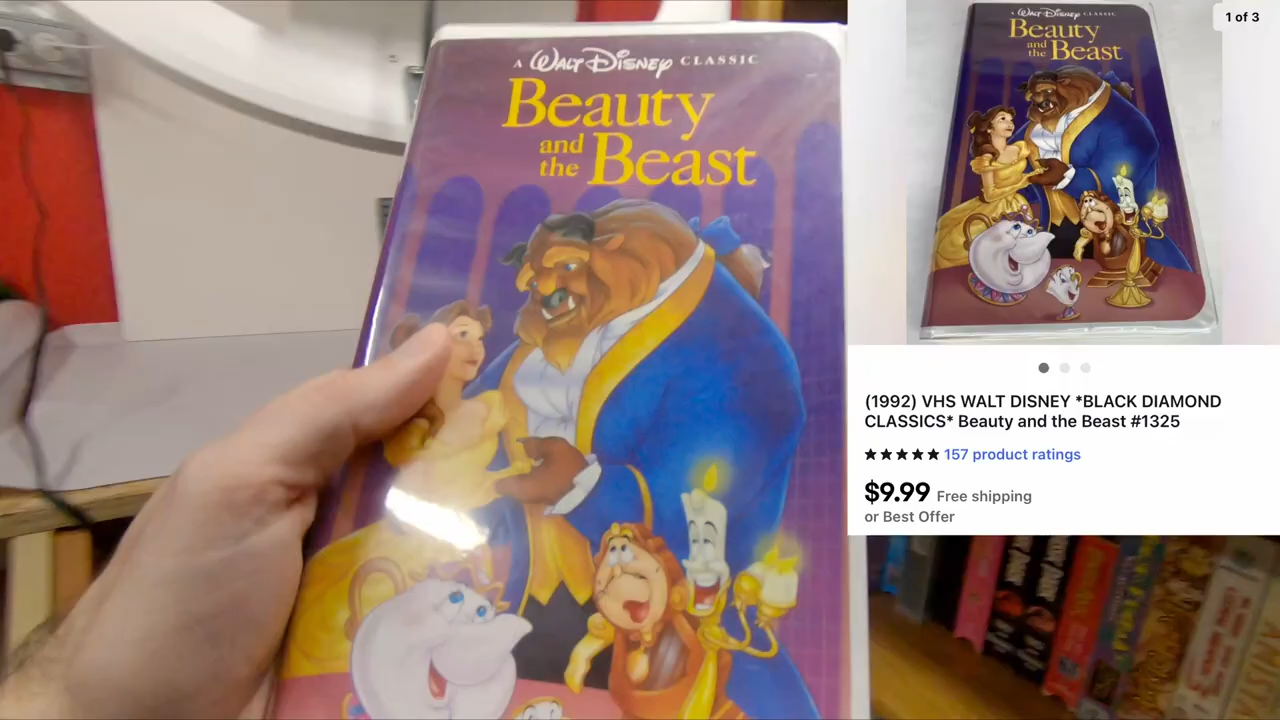 A WALT DISNEY CLASSIC
Beauty
and
the Beast
A WALT DISNEY CLASSIC
Beauty
and
the Beast
1 of 3
(1992) VHS WALT DISNEY *BLACK DIAMOND
CLASSICS* Beauty and the Beast #1325
★★★★★ 157 product ratings
$9.99 Free shipping
or Best Offer